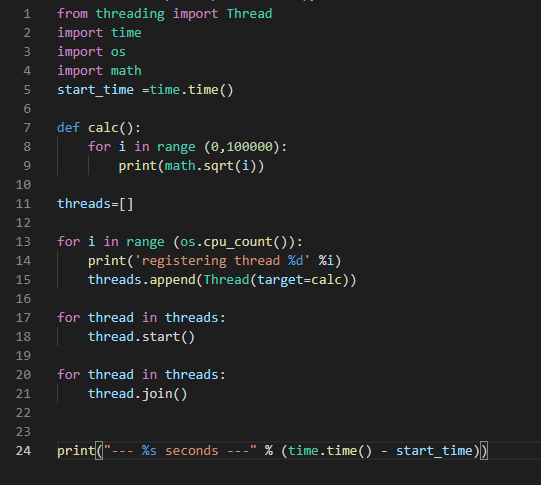 1 from threading import Thread
2 import time
3 import os
4 import math
5 start_time =time.time()
6
7 def calc():
8     for i in range (0,100000):
9         print(math.sqrt(i))
10
11 threads=[]
12
13 for i in range (os.cpu_count()):
14     print('registering thread %d' %i)
15     threads.append(Thread(target=calc))
16
17 for thread in threads:
18     thread.start()
19
20 for thread in threads:
21     thread.join()
22
23
24 print("--- %s seconds ---" % (time.time() - start_time))